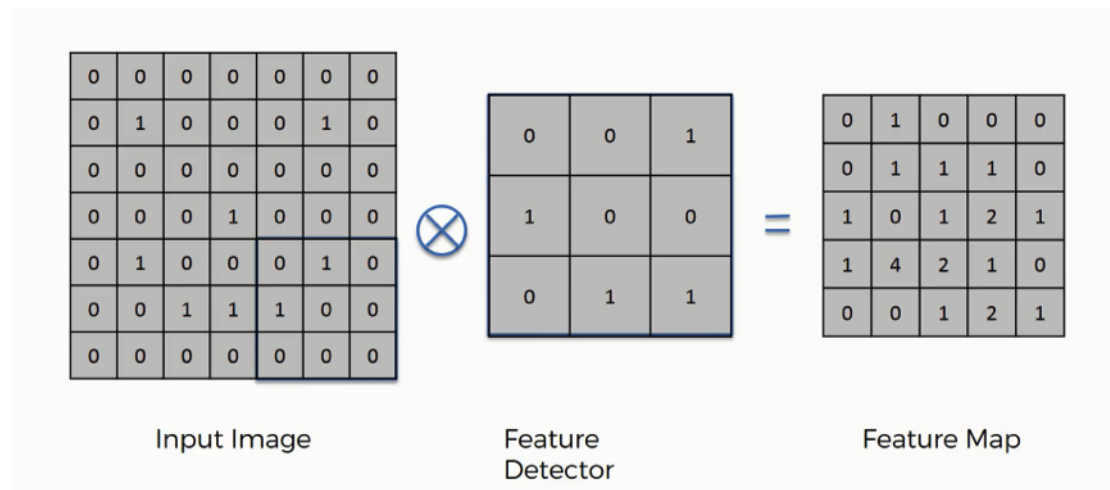 0 0 0 0 0 0 0
0 1 0 0 0 1 0
0 0 0 0 0 0 0
0 0 0 1 0 0 0
0 1 0 0 0 1 0
0 0 1 1 1 0 0
0 0 0 0 0 0 0
Input Image
0 0 1
1 0 0
0 1 1
Feature
Detector
=
0 1 0 0 0
0 1 1 1 0
1 0 1 2 1
1 4 2 1 0
0 0 1 2 1
Feature Map